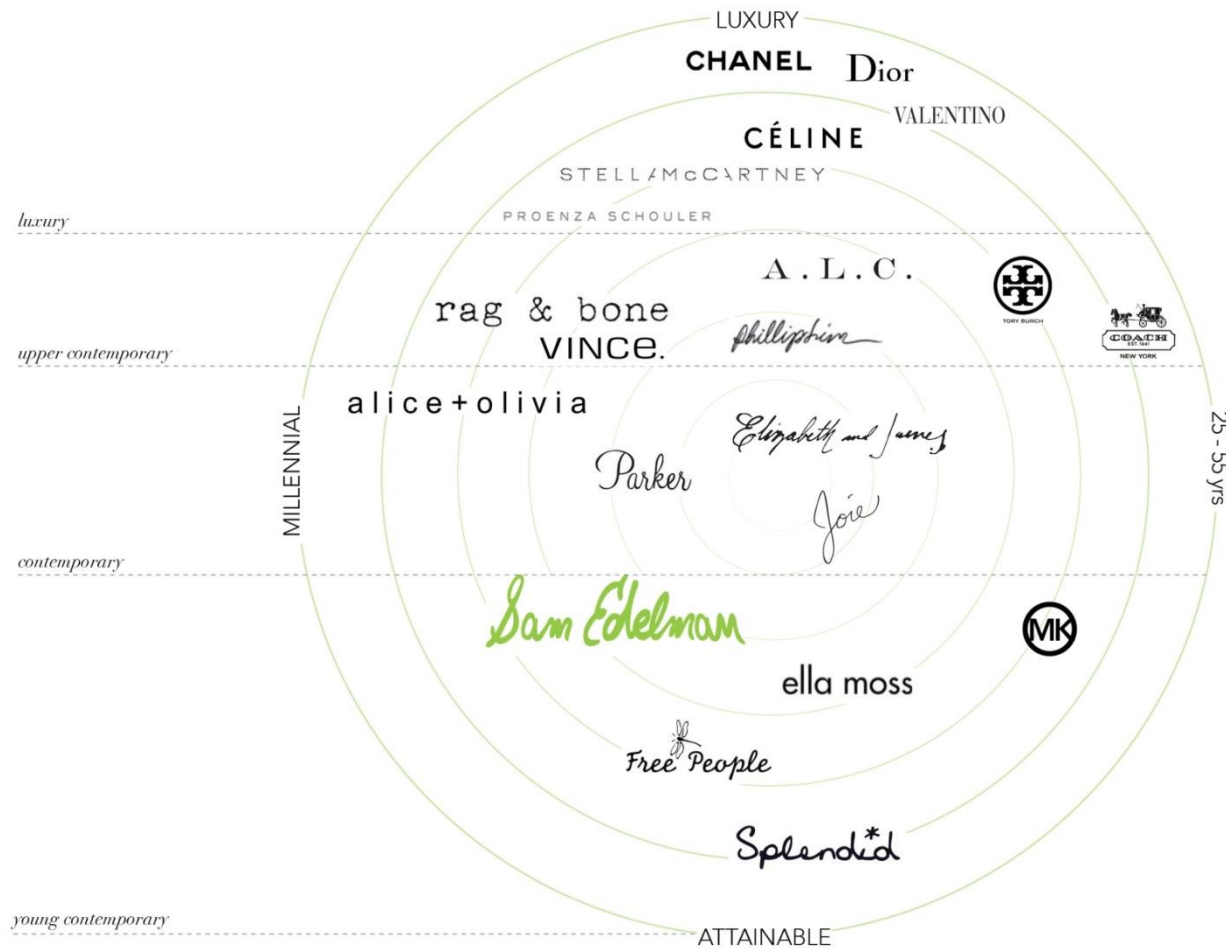 LUXURY
CHANEL
Dior
VALENTINO
CÉLINE
STELLA McCARTNEY
PROENZA SCHOULER
luxury
A.L.C.
TORY BURCH
rag & bone
VINCE.
phillip lim
COACH
EST. 1941
NEW YORK
upper contemporary
alice+olivia
MILLENNIAL
Elizabeth and James
25 - 55 yrs
Parker
Joie
contemporary
Sam Edelman
MK
ella moss
Free People
Splendid
young contemporary
ATTAINABLE